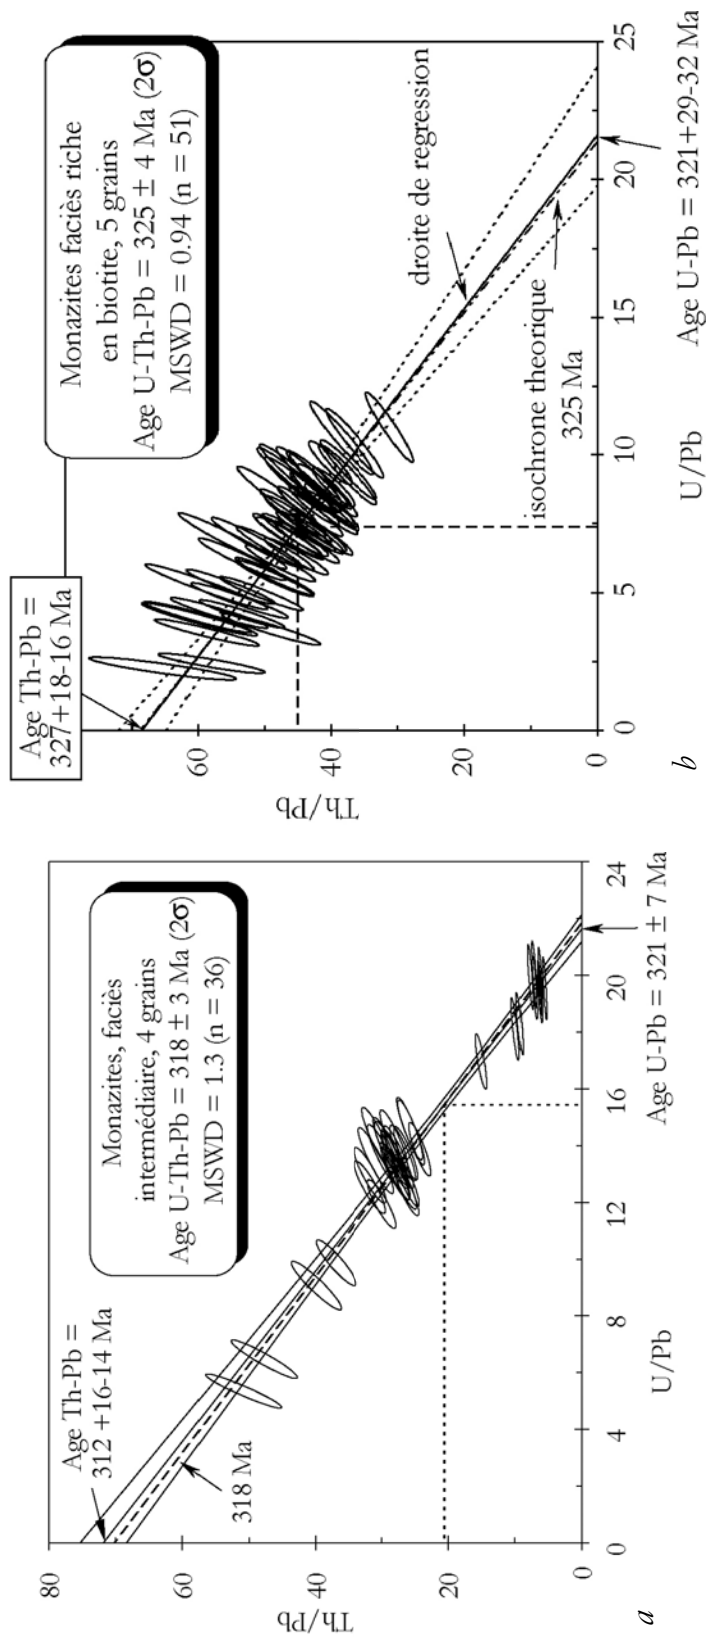 80
60
40
20
0
Th/Pb
0
4
8
12
16
20
24
U/Pb
Age Th-Pb =
312 +16-14 Ma
318 Ma
Monazites, faciès
intermédiaire, 4 grains
Age U-Th-Pb = 318 ± 3 Ma (2σ)
MSWD = 1.3 (n = 36)
Age U-Pb = 321 ± 7 Ma
a
Age Th-Pb =
327+18-16 Ma
Monazites faciès riche
en biotite, 5 grains
Age U-Th-Pb = 325 ± 4 Ma (2σ)
MSWD = 0.94 (n = 51)
60
40
20
0
Th/Pb
0
5
10
15
20
25
U/Pb
droite de regression
isochrone theorique
325 Ma
Age U-Pb = 321+29-32 Ma
b